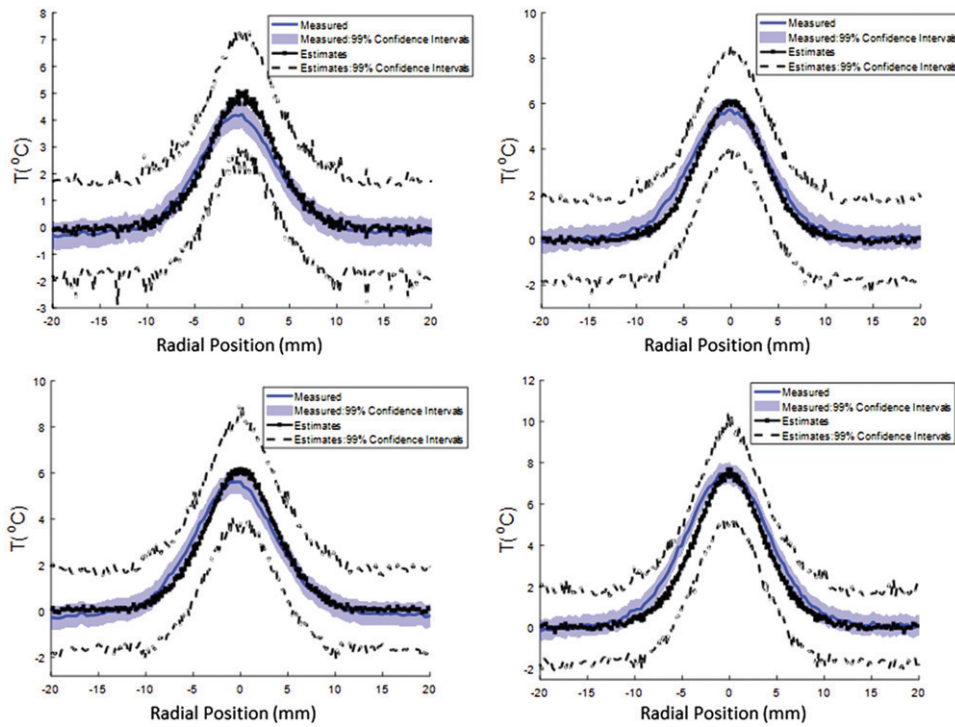 8
7
6
5
4
3
2
1
0
-1
-2
-3
T(°C)
Measured
Measured:99% Confidence Intervals
Estimates
Estimates:99% Confidence Intervals
-20 -15 -10 -5 0 5 10 15 20
Radial Position (mm)
10
8
6
4
2
0
-2
T(°C)
Measured
Measured:99% Confidence Intervals
Estimates
Estimates:99% Confidence Intervals
-20 -15 -10 -5 0 5 10 15 20
Radial Position (mm)
10
8
6
4
2
0
-2
T(°C)
Measured
Measured:99% Confidence Intervals
Estimates
Estimates:99% Confidence Intervals
-20 -15 -10 -5 0 5 10 15 20
Radial Position (mm)
12
10
8
6
4
2
0
-2
T(°C)
Measured
Measured:99% Confidence Intervals
Estimates
Estimates:99% Confidence Intervals
-20 -15 -10 -5 0 5 10 15 20
Radial Position (mm)